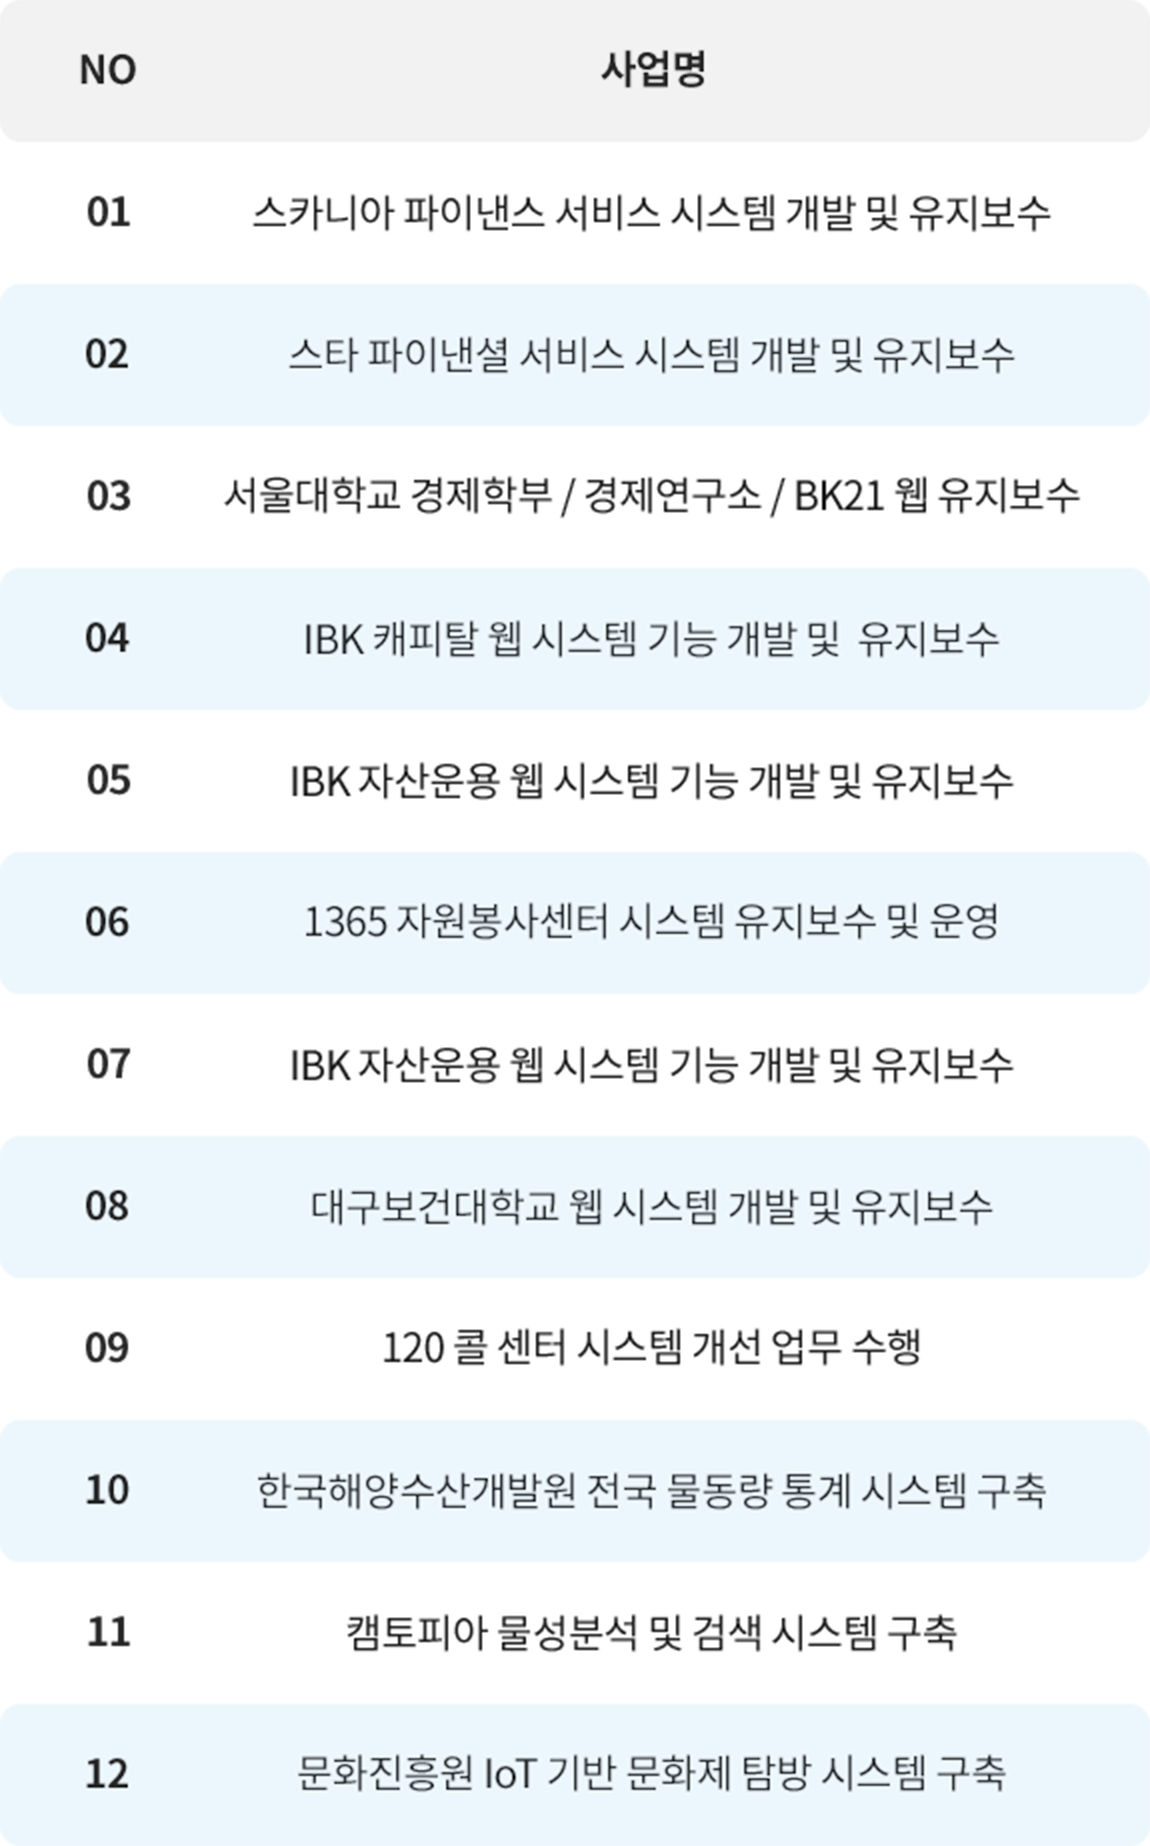 NO 사업명
01 스카니아 파이낸스 서비스 시스템 개발 및 유지보수
02 스타 파이낸셜 서비스 시스템 개발 및 유지보수
03 서울대학교 경제학부 / 경제연구소 / BK21 웹 유지보수
04 IBK 캐피탈 웹 시스템 기능 개발 및 유지보수
05 IBK 자산운용 웹 시스템 기능 개발 및 유지보수
06 1365 자원봉사센터 시스템 유지보수 및 운영
07 IBK 자산운용 웹 시스템 기능 개발 및 유지보수
08 대구보건대학교 웹 시스템 개발 및 유지보수
09 120 콜 센터 시스템 개선 업무 수행
10 한국해양수산개발원 전국 물동량 통계 시스템 구축
11 캠토피아 물성분석 및 검색 시스템 구축
12 문화진흥원 IoT 기반 문화제 탐방 시스템 구축